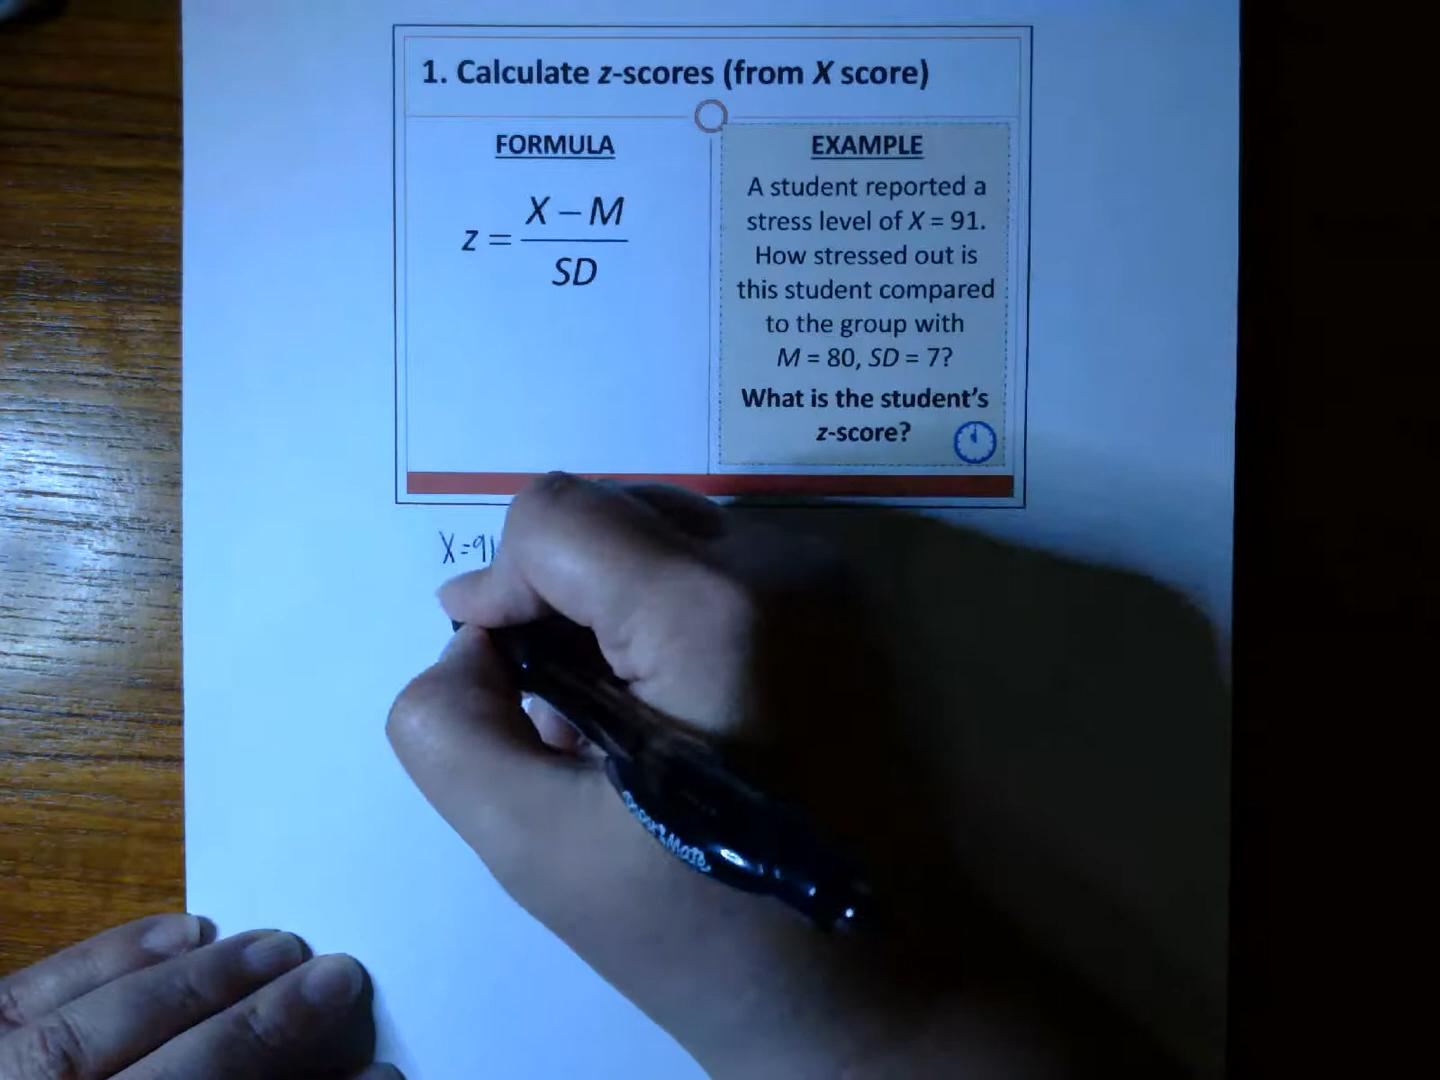 1. Calculate z-scores (from X score)
FORMULA
z = X – M
SD
EXAMPLE
A student reported a
stress level of X = 91.
How stressed out is
this student compared
to the group with
M = 80, SD = 7?
What is the student's
z-score?
X=91